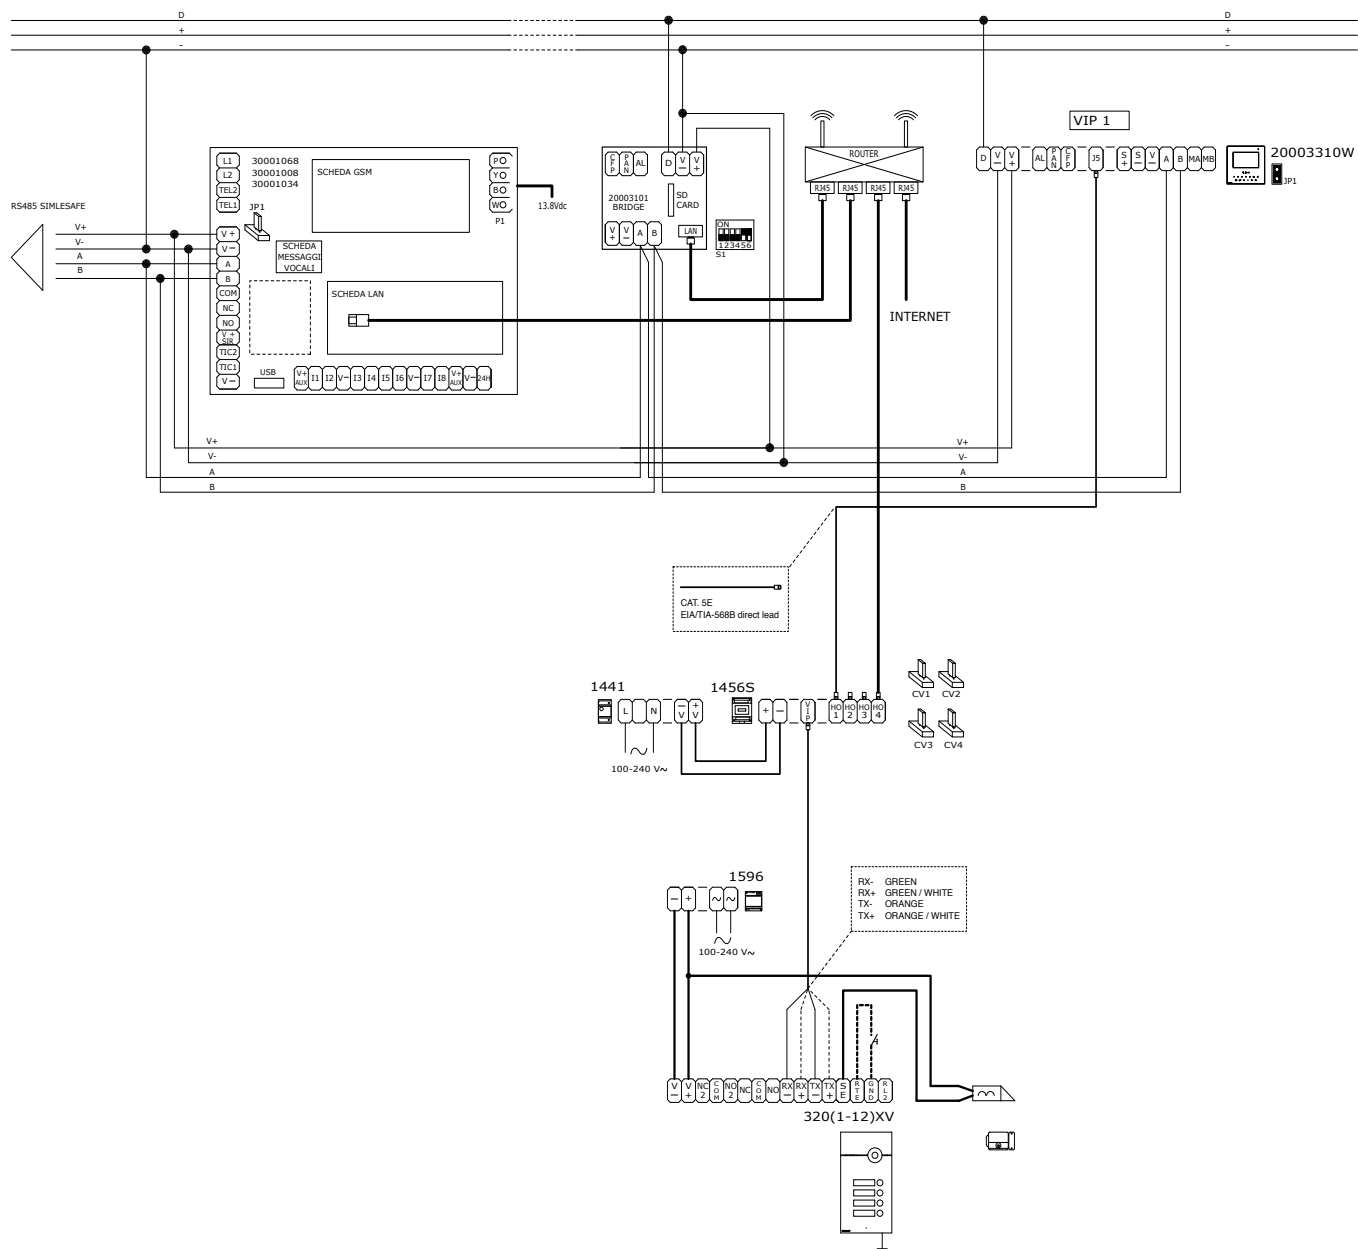 D
+
–
D
+
–
VIP 1
L1
L2
TEL2
TEL1
30001068
30001008
30001034
JP1
SCHEDA GSM
P
Y
B
W
P1
13.8Vdc
RS485 SIMLESAFE
V+
V-
A
B
V +
V –
A
B
COM
NC
NO
V + SIR
TIC2
TIC1
V –
SCHEDA
MESSAGGI
VOCALI
SCHEDA LAN
USB
V+ AUX
I1
I2
V–
I3
I4
I5
I6
V–
I7
I8
V+ AUX
V–
24H
CFP
PAN
AL
D
V –
V +
20003101
BRIDGE
SD
CARD
V +
V –
A
B
LAN
ON
123456
S1
ROUTER
RJ45
RJ45
RJ45
RJ45
INTERNET
D
V –
V +
AL
PAN
CFP
J5
S +
S –
V –
A
B
MA
MB
20003310W
JP1
V+
V-
A
B
V+
V-
A
B
CAT. 5E
EIA/TIA-568B direct lead
1441
L
N
– V
+ V
100-240 V~
1456S
+
–
VIP
HO 1
HO 2
HO 3
HO 4
CV1
CV2
CV3
CV4
1596
–
+
~
~
100-240 V~
RX- GREEN
RX+ GREEN / WHITE
TX- ORANGE
TX+ ORANGE / WHITE
V –
V +
NC 2
COM
NO 2
NC
COM
NO
RX –
RX +
TX –
TX +
SE
RTE
GND
RL2
320(1-12)XV